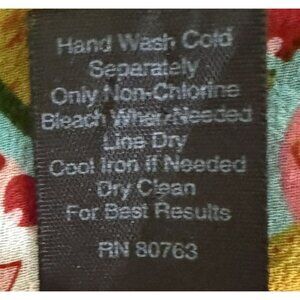 Hand Wash Cold
Separately
Only Non-Chlorine
Bleach When Needed
Line Dry
Cool Iron if Needed
Dry Clean
For Best Results
RN 80763